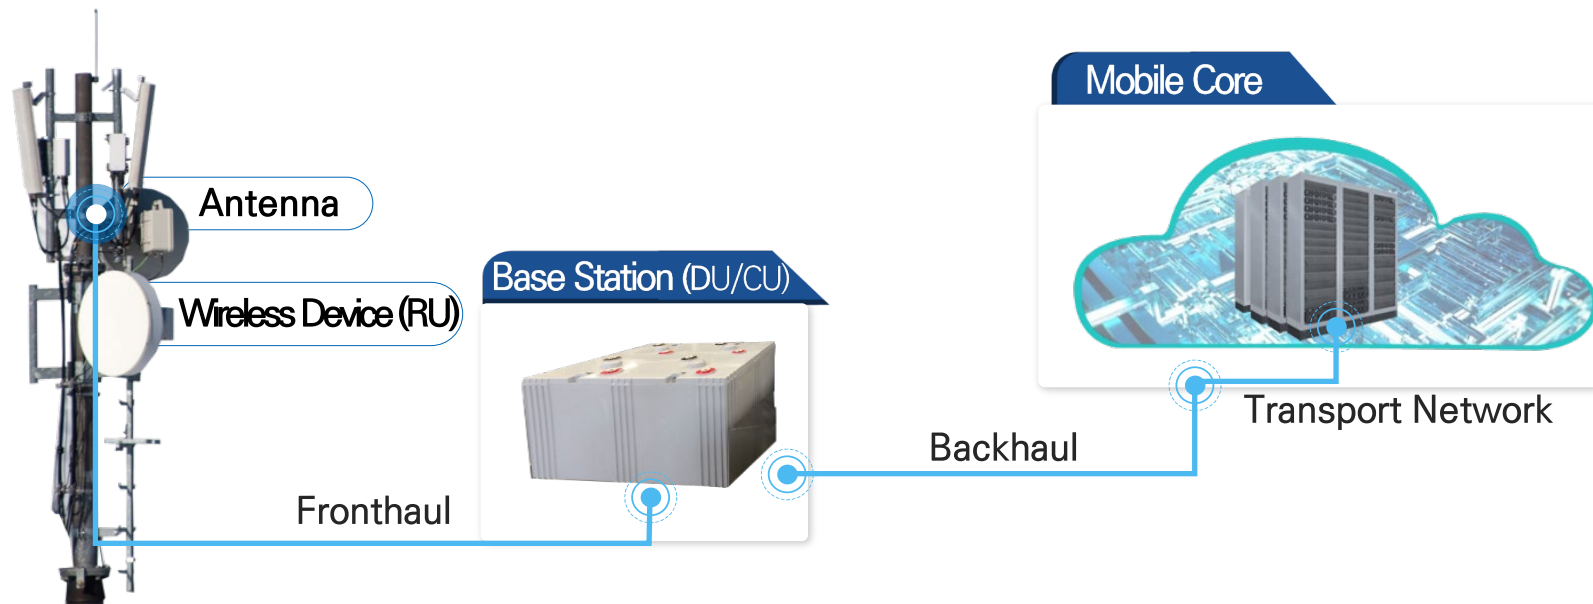 Mobile Core
Antenna
Base Station (DU/CU)
Wireless Device (RU)
Transport Network
Backhaul
Fronthaul